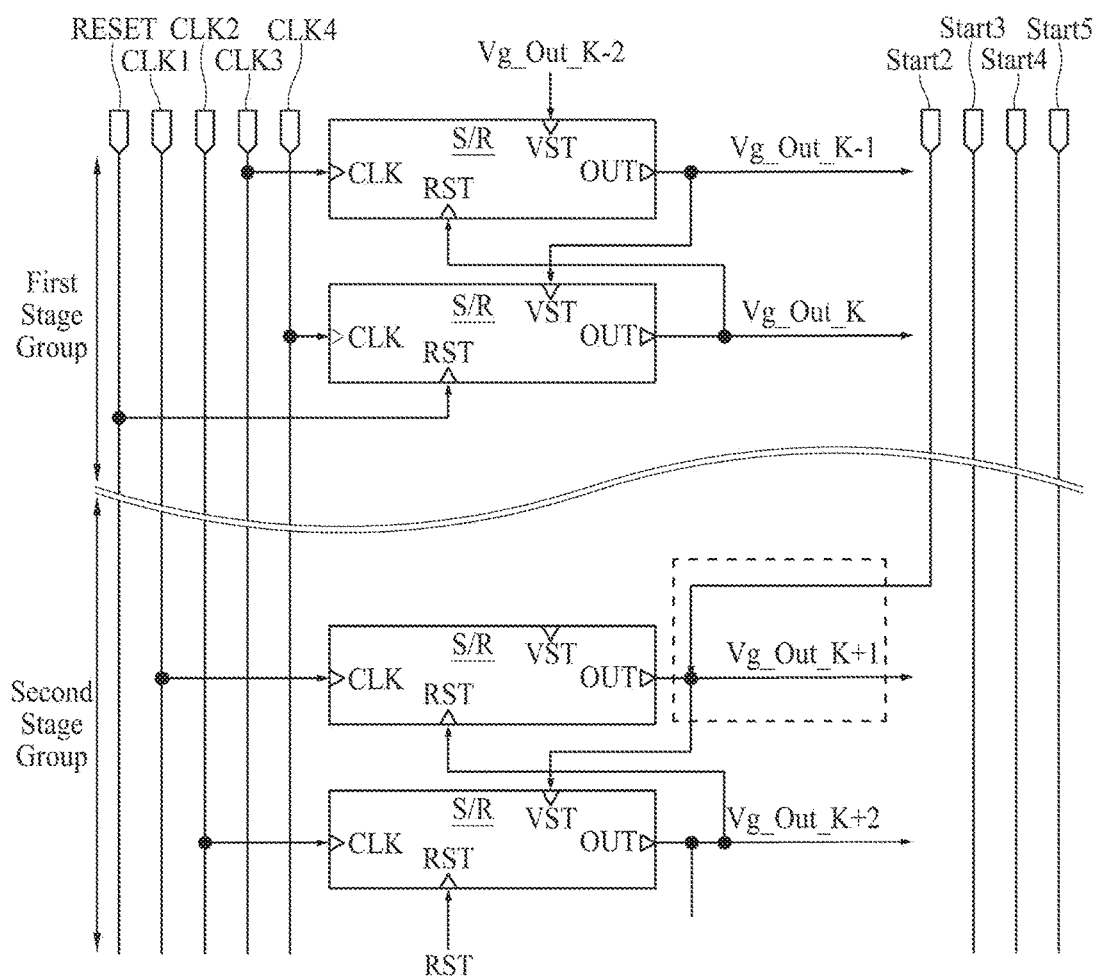 RESET CLK2 CLK4
CLK1 CLK3
Start3 Start5
Start2 Start4
Vg_Out_K-2
S/R
VST
CLK
OUT
RST
Vg_Out_K-1
First
Stage
Group
S/R
VST
CLK
OUT
RST
Vg_Out_K
Second
Stage
Group
S/R
VST
CLK
OUT
RST
Vg_Out_K+1
S/R
VST
CLK
OUT
RST
Vg_Out_K+2
RST